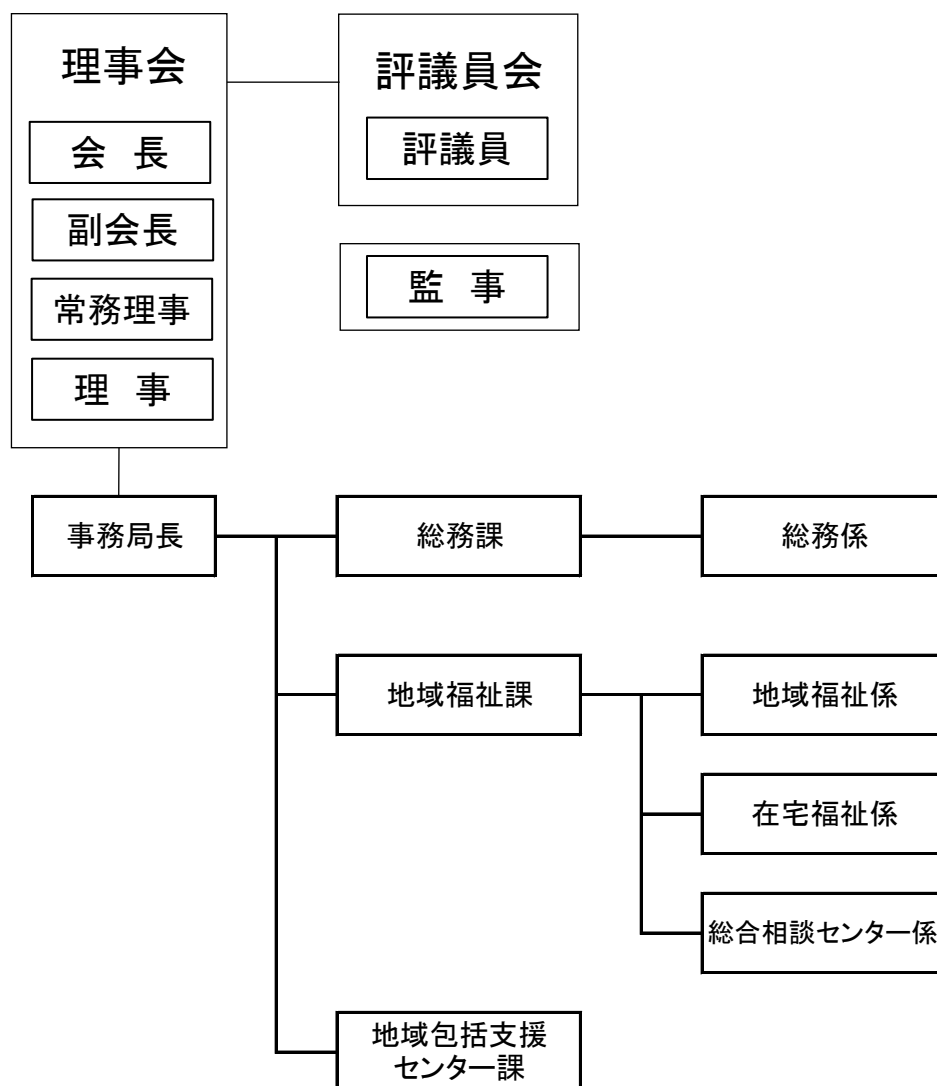 理事会
会 長
副会長
常務理事
理 事
評議員会
評議員
監 事
事務局長
総務課
総務係
地域福祉課
地域福祉係
在宅福祉係
総合相談センター係
地域包括支援
センター課